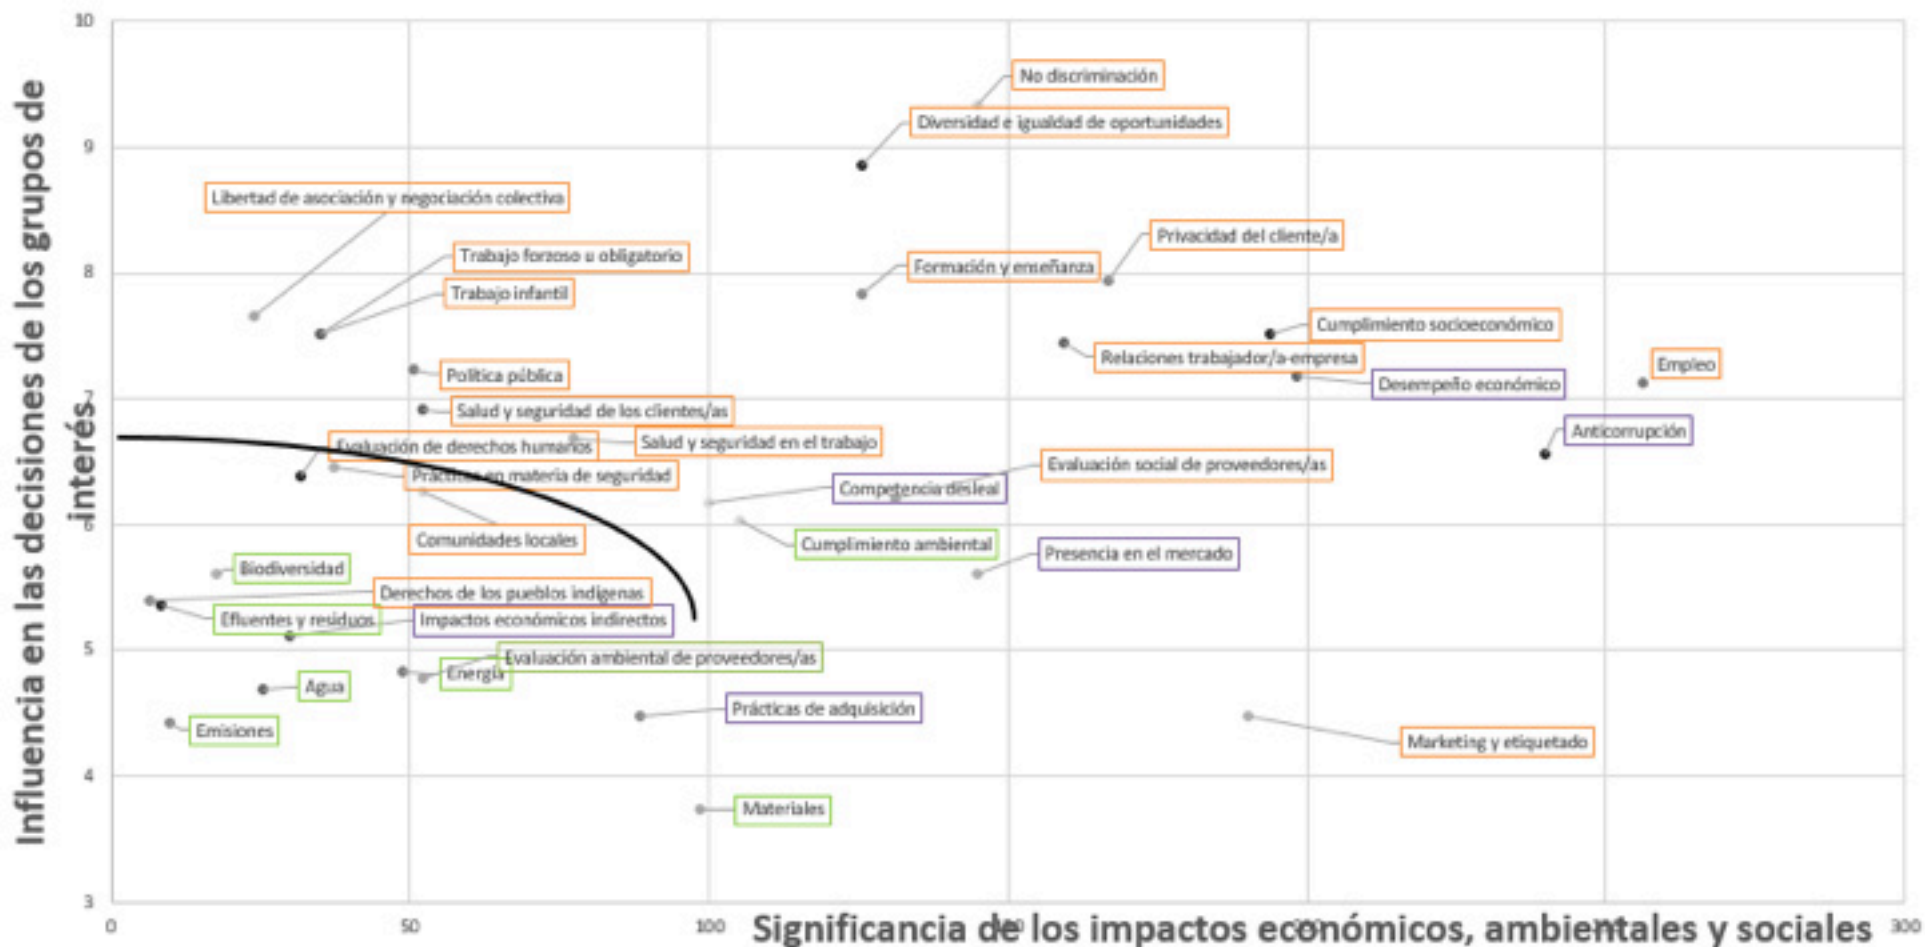 Influencia en las decisiones de los grupos de
interés
10
9
8
7
6
5
4
3
0
50
100
300
No discriminación
Diversidad e igualdad de oportunidades
Libertad de asociación y negociación colectiva
Privacidad del cliente/a
Trabajo forzoso u obligatorio
Formación y enseñanza
Trabajo infantil
Cumplimiento socioeconómico
Relaciones trabajador/a-empresa
Empleo
Política pública
Desempeño económico
Salud y seguridad de los clientes/as
Anticorrupción
Salud y seguridad en el trabajo
Evaluación de derechos humanos
Evaluación social de proveedores/as
Prácticas en materia de seguridad
Competencia desleal
Comunidades locales
Cumplimiento ambiental
Presencia en el mercado
Biodiversidad
Derechos de los pueblos indígenas
Efluentes y residuos
Impactos económicos indirectos
Evaluación ambiental de proveedores/as
Energía
Agua
Prácticas de adquisición
Emisiones
Marketing y etiquetado
Materiales
Significancia de los impactos económicos, ambientales y sociales